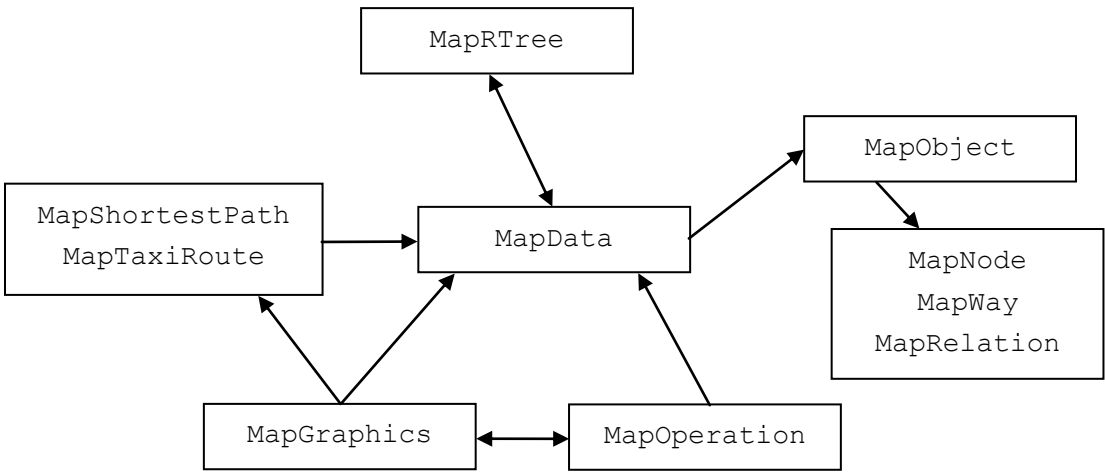 MapRTree
MapObject
MapShortestPath
MapTaxiRoute
MapData
MapNode
MapWay
MapRelation
MapGraphics
MapOperation